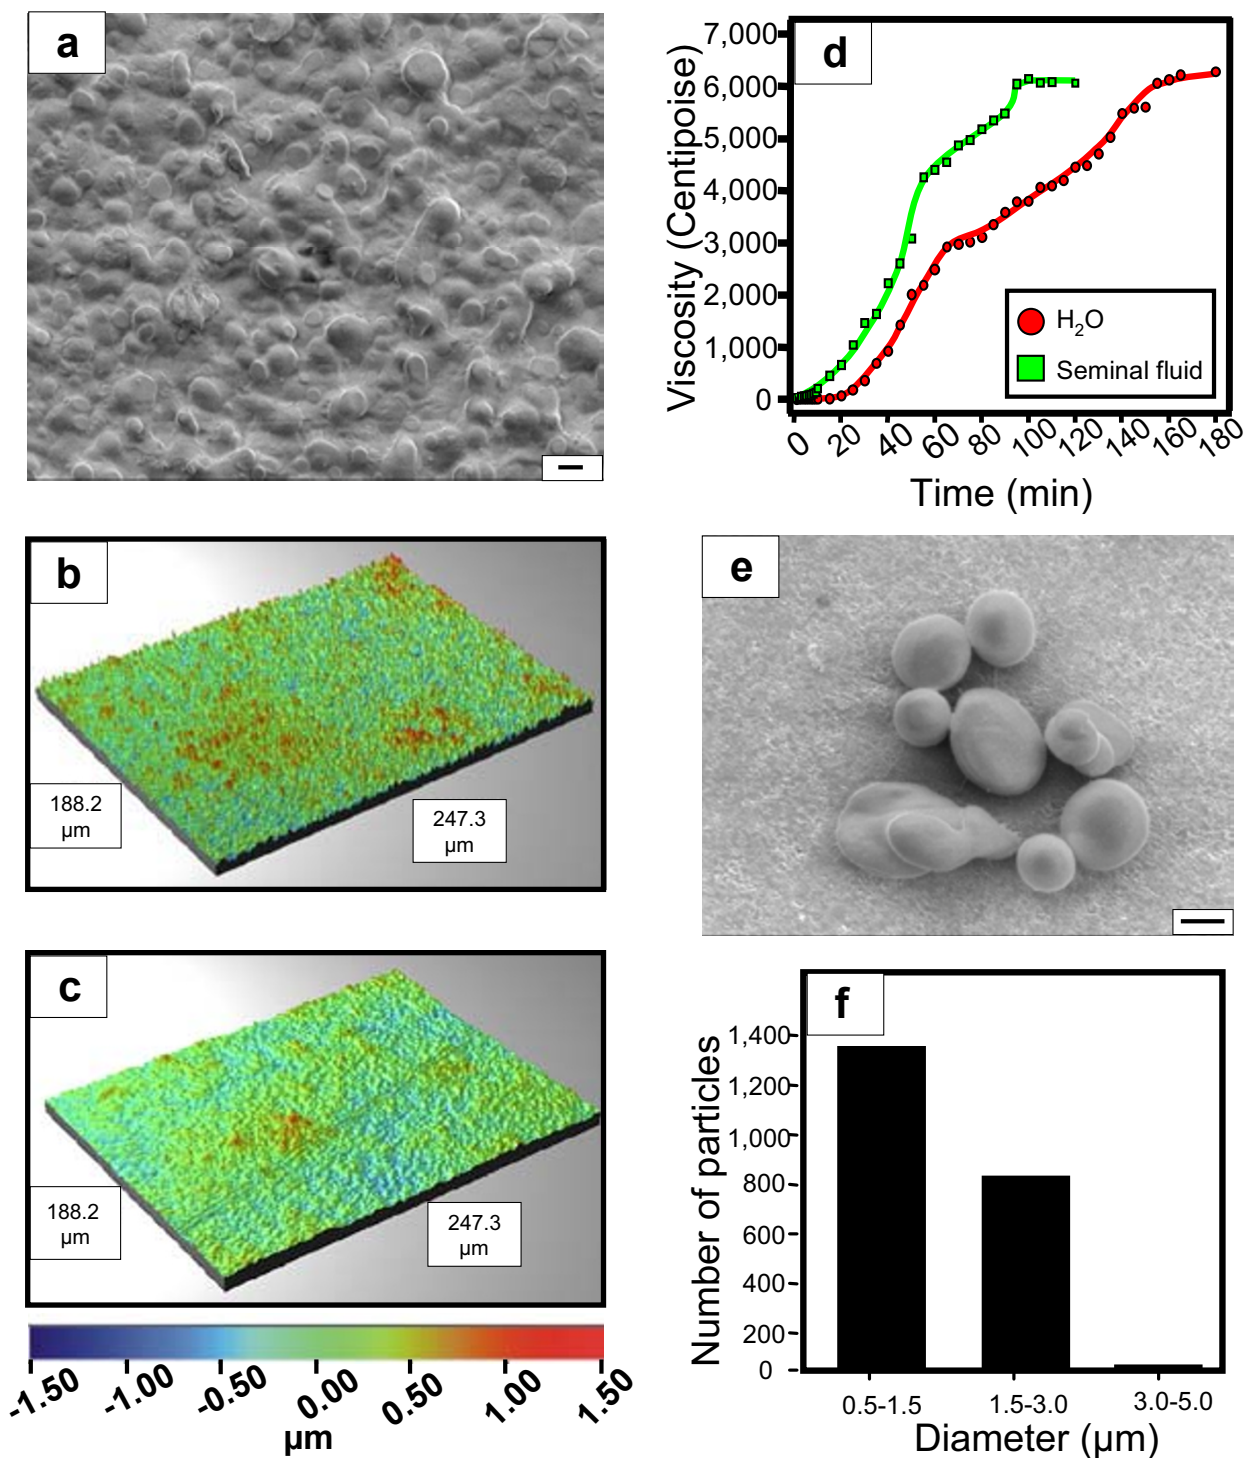 a
b
188.2
µm
247.3
µm
c
188.2
µm
247.3
µm
-1.50 -1.00 -0.50 0.00 0.50 1.00 1.50
µm
d
Viscosity (Centipoise)
7,000
6,000
5,000
4,000
3,000
2,000
1,000
0
H₂O
Seminal fluid
0 20 40 60 80 100 120 140 160 180
Time (min)
e
f
Number of particles
1,400
1,200
1,000
800
600
400
200
0
0.5-1.5 1.5-3.0 3.0-5.0
Diameter (µm)